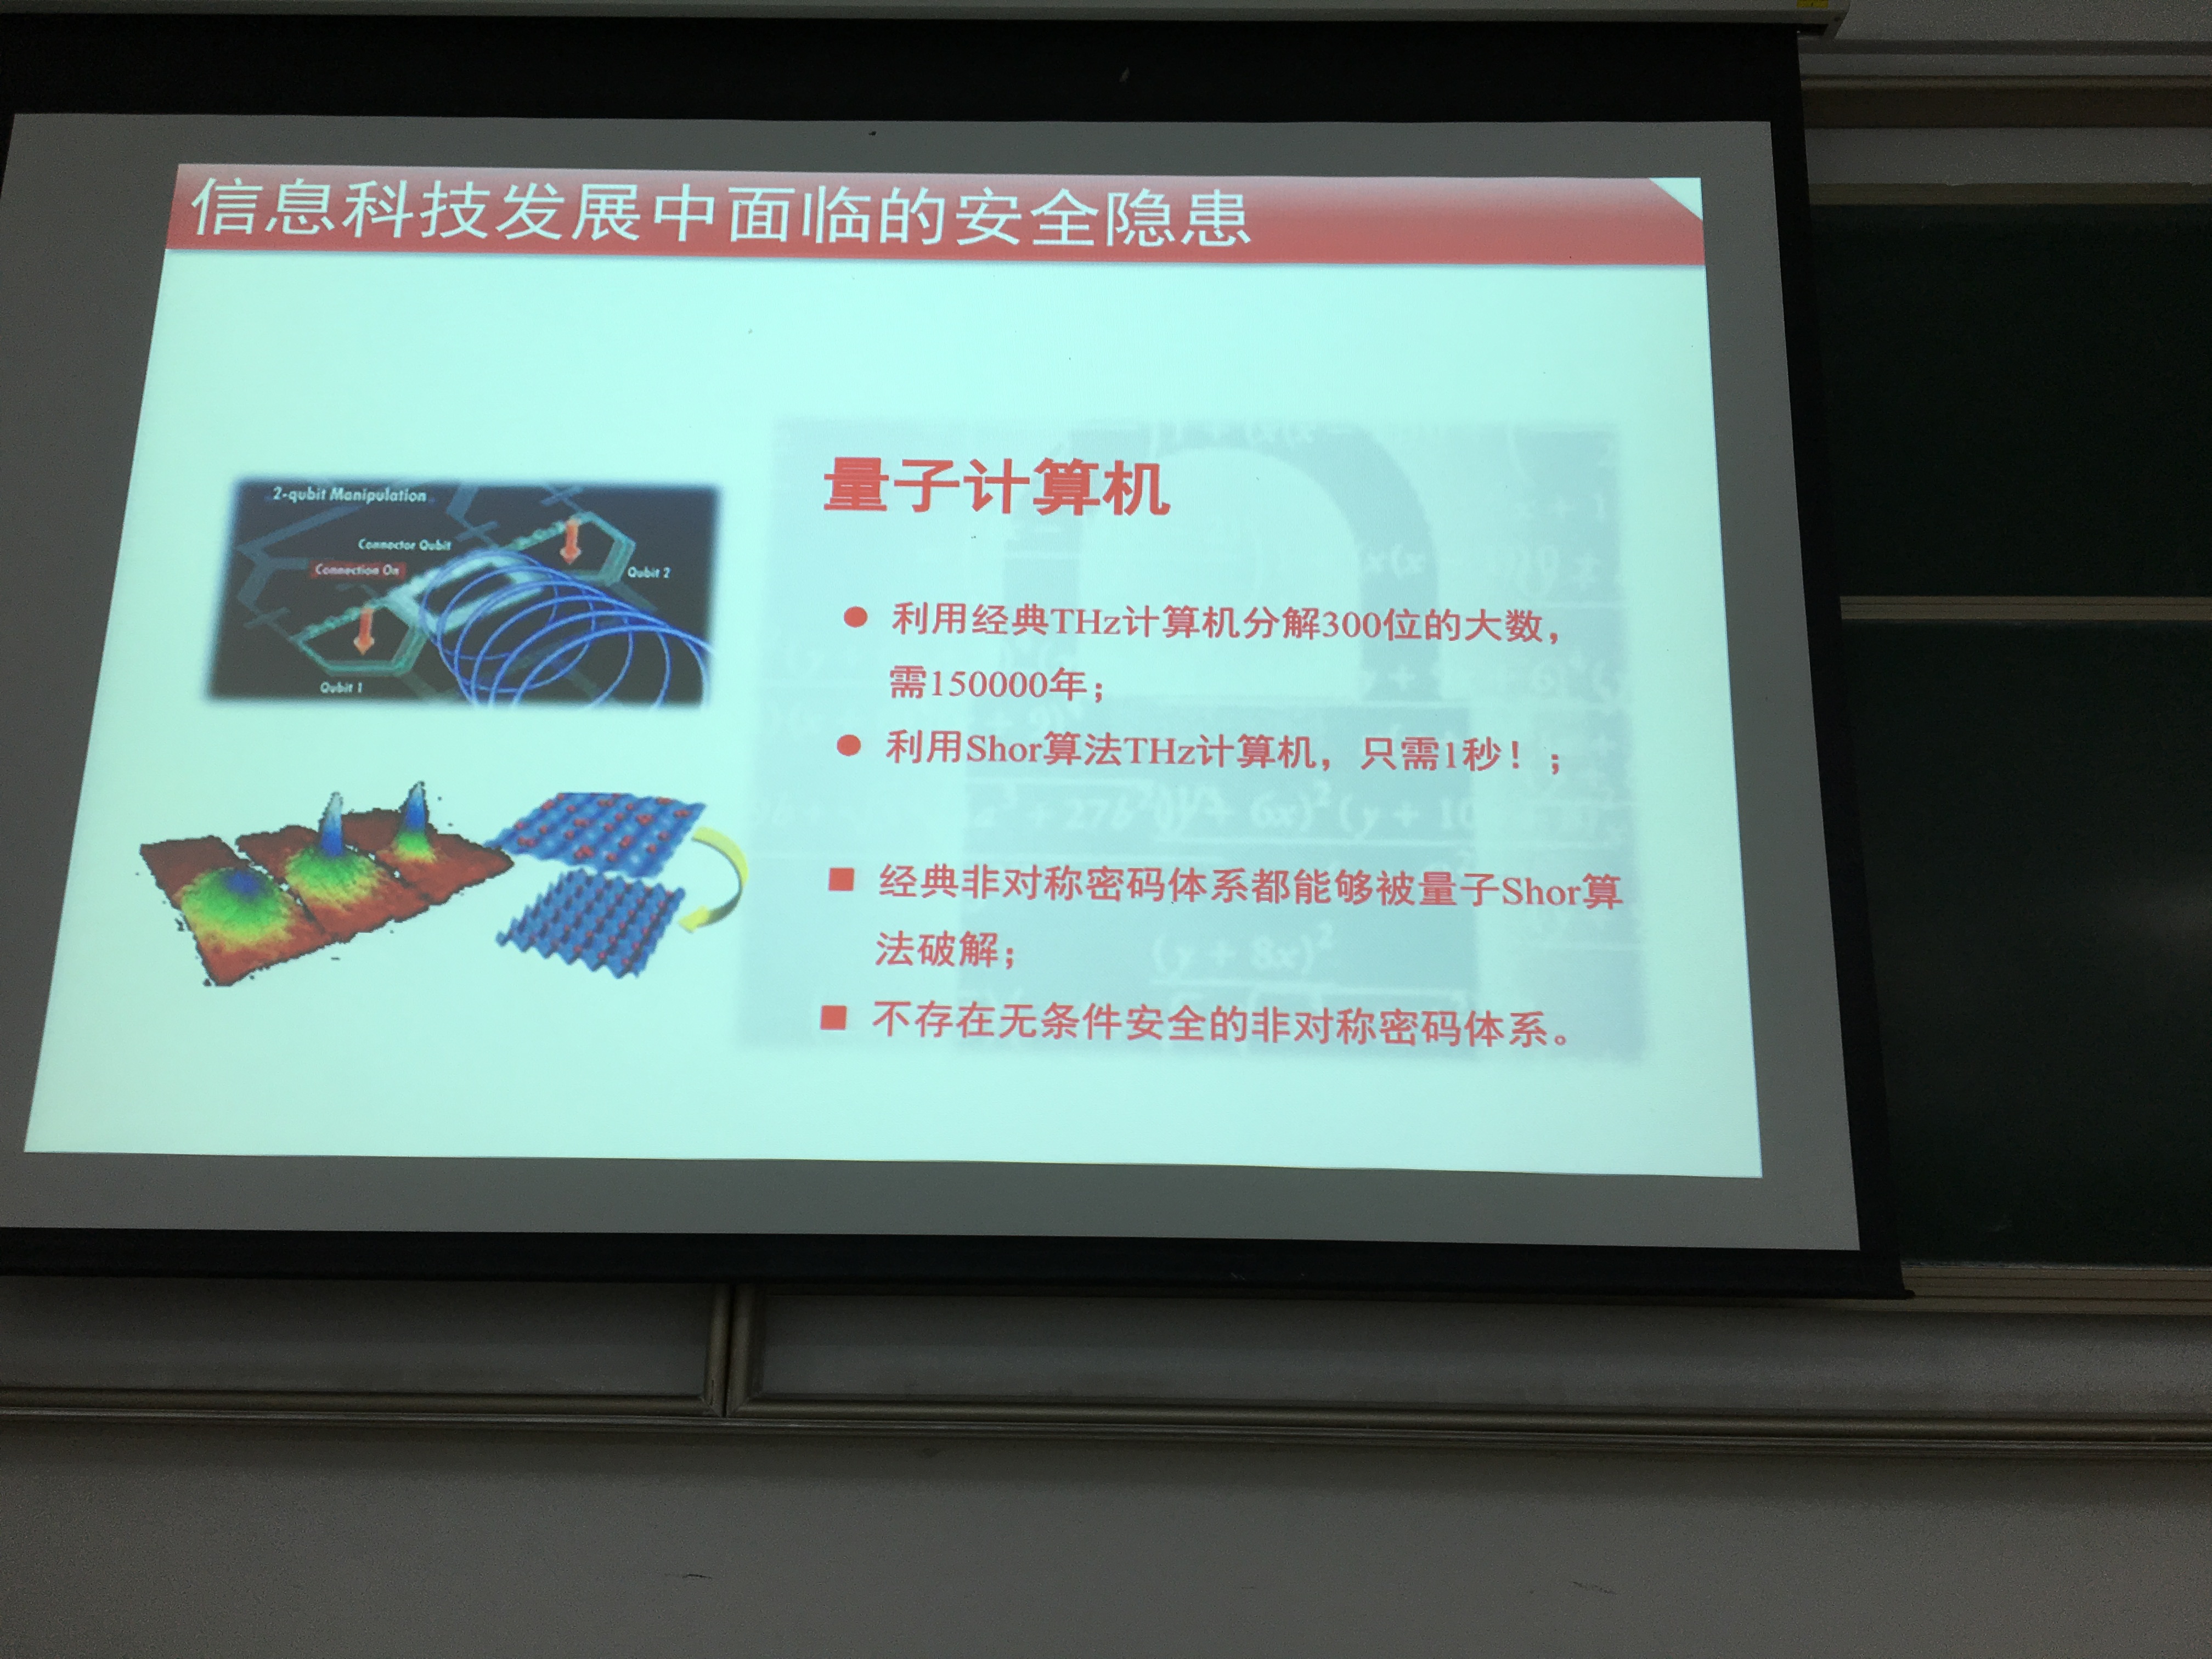 信息科技发展中面临的安全隐患
2-qubit Manipulation
Connector Qubit
Connection On
Qubit 2
Qubit 1
量子计算机
● 利用经典THz计算机分解300位的大数，
需150000年；
● 利用Shor算法THz计算机，只需1秒！；
■ 经典非对称密码体系都能够被量子Shor算
法破解；
■ 不存在无条件安全的非对称密码体系。
(y + 8x)²